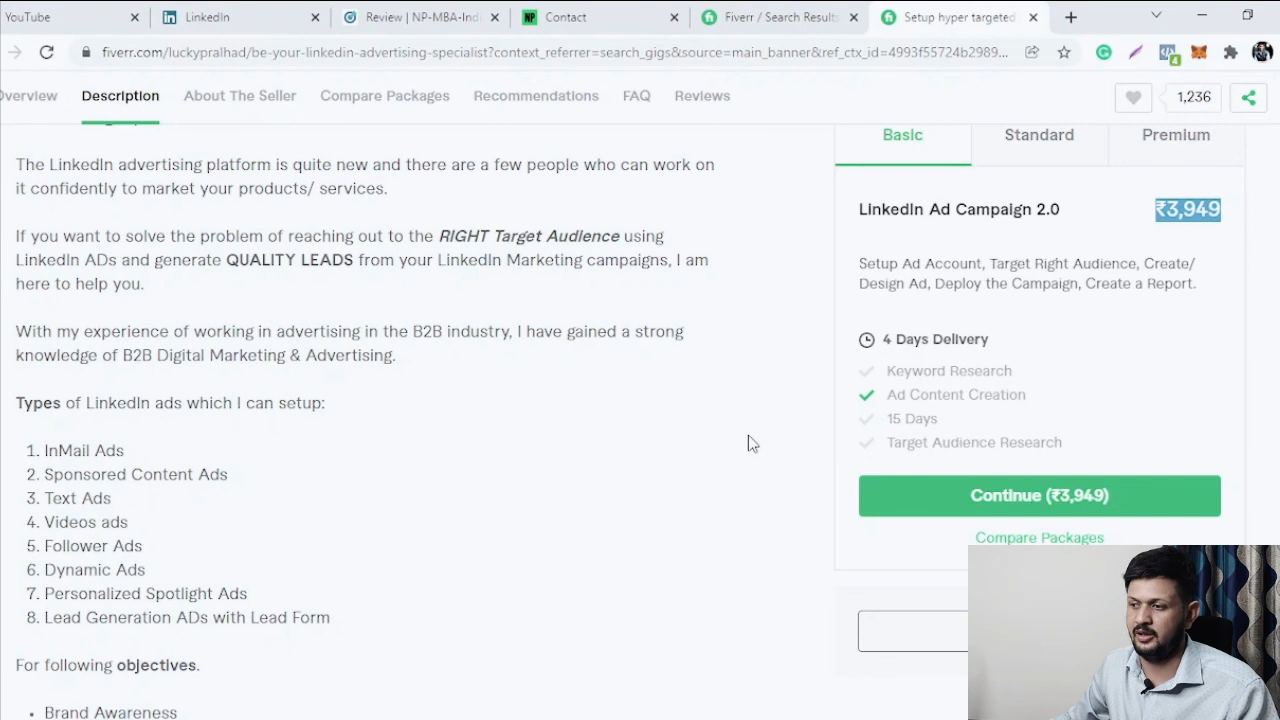 YouTube
LinkedIn
Review | NP-MBA-Indi
Contact
Fiverr / Search Results
Setup hyper targeted
fiverr.com/luckypralhad/be-your-linkedin-advertising-specialist?context_referrer=search_gigs&source=main_banner&ref_ctx_id=4993f55724b2989...
4
Overview
Description
About The Seller
Compare Packages
Recommendations
FAQ
Reviews
1,236
The LinkedIn advertising platform is quite new and there are a few people who can work on
it confidently to market your products/ services.
If you want to solve the problem of reaching out to the RIGHT Target Audience using
LinkedIn ADs and generate QUALITY LEADS from your LinkedIn Marketing campaigns, I am
here to help you.
With my experience of working in advertising in the B2B industry, I have gained a strong
knowledge of B2B Digital Marketing & Advertising.
Types of LinkedIn ads which I can setup:
1. InMail Ads
2. Sponsored Content Ads
3. Text Ads
4. Videos ads
5. Follower Ads
6. Dynamic Ads
7. Personalized Spotlight Ads
8. Lead Generation ADs with Lead Form
For following objectives.
• Brand Awareness
Basic
Standard
Premium
LinkedIn Ad Campaign 2.0
₹3,949
Setup Ad Account, Target Right Audience, Create/
Design Ad, Deploy the Campaign, Create a Report.
4 Days Delivery
Keyword Research
Ad Content Creation
15 Days
Target Audience Research
Continue (₹3,949)
Compare Packages